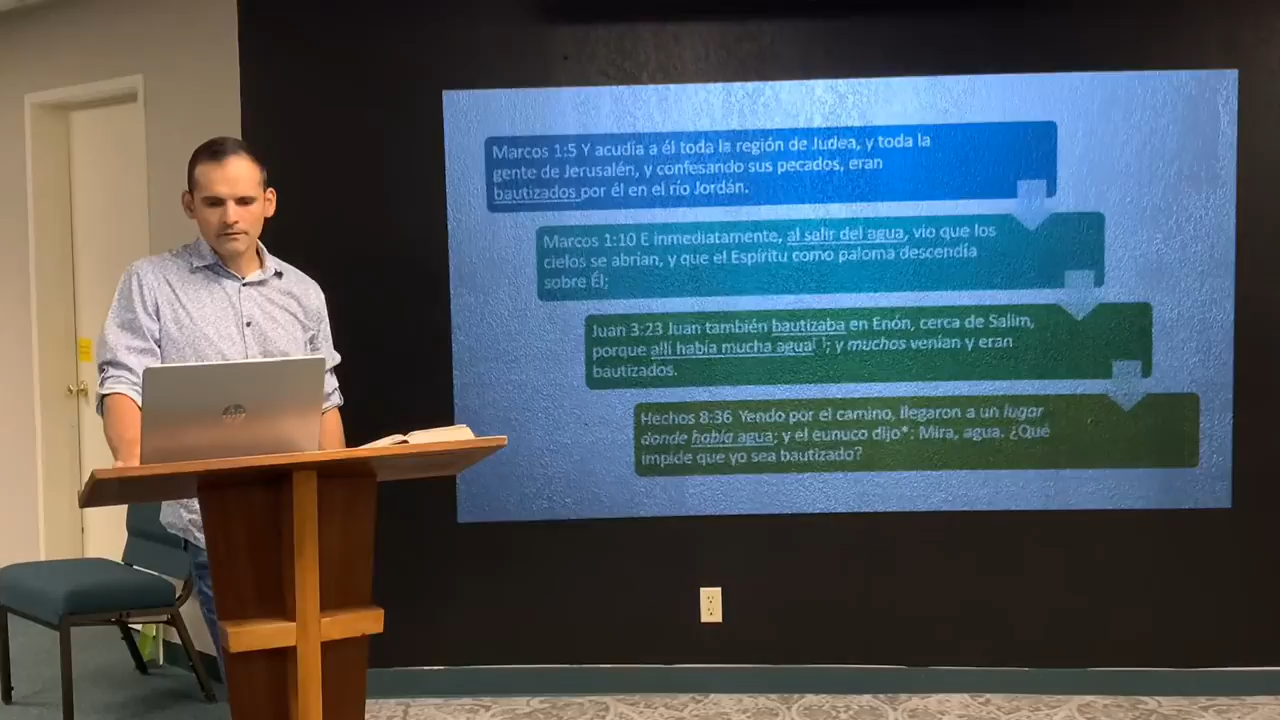 Marcos 1:5 Y acudía a él toda la región de Judea, y toda la
gente de Jerusalén, y confesando sus pecados, eran
bautizados por él en el río Jordán.
Marcos 1:10 E inmediatamente, al salir del agua, vio que los
cielos se abrían, y que el Espíritu como paloma descendía
sobre Él;
Juan 3:23 Juan también bautizaba en Enón, cerca de Salim,
porque allí había mucha agua; y muchos venían y eran
bautizados.
Hechos 8:36 Yendo por el camino, llegaron a un lugar
donde había agua; y el eunuco dijo*: Mira, agua. ¿Qué
impide que yo sea bautizado?
hp